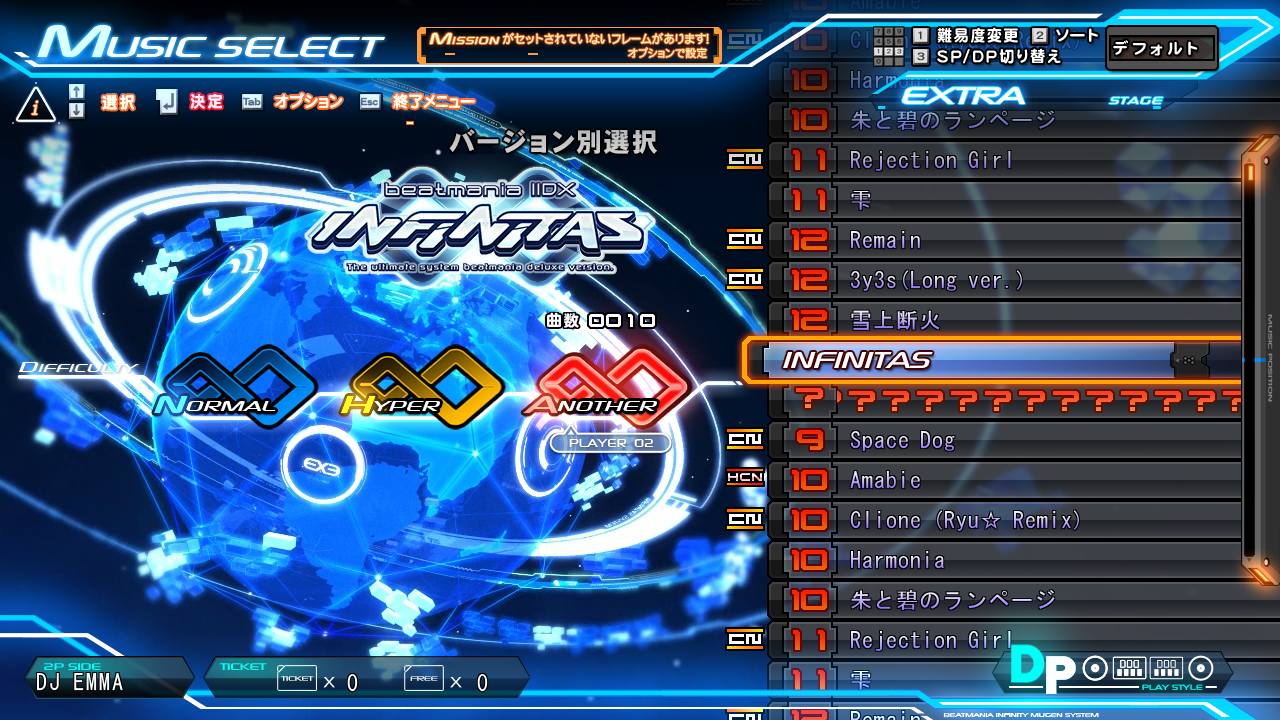 MUSIC SELECT
MISSION がセットされていないフレームがあります!
オプションで設定
1 難易度変更 2 ソート
3 SP/DP切り替え
デフォルト
↑ ↓ 選択 決定 Tab オプション Esc 終了メニュー
EXTRA STAGE
バージョン別選択
beatmania IIDX
INFINITAS
The ultimate system beatmania deluxe version.
曲数 0010
DIFFICULTY
NORMAL
HYPER
ANOTHER
PLAYER 02
EX3
Amabie
10 Harmonia
10 朱と碧のランページ
CN 11 Rejection Girl
11 雫
CN 12 Remain
CN 12 3y3s(Long ver.)
12 雪上断火
INFINITAS
? ? ? ? ? ? ? ? ? ? ? ? ?
CN 9 Space Dog
HCN 10 Amabie
CN 10 Clione (Ryu☆ Remix)
10 Harmonia
10 朱と碧のランページ
CN 11 Rejection Girl
11 雫
CN 12 Remain
MUSIC POSITION
2P SIDE
DJ EMMA
TICKET
TICKET x 0
FREE x 0
DP
PLAY STYLE
BEATMANIA INFINITY MUGEN SYSTEM